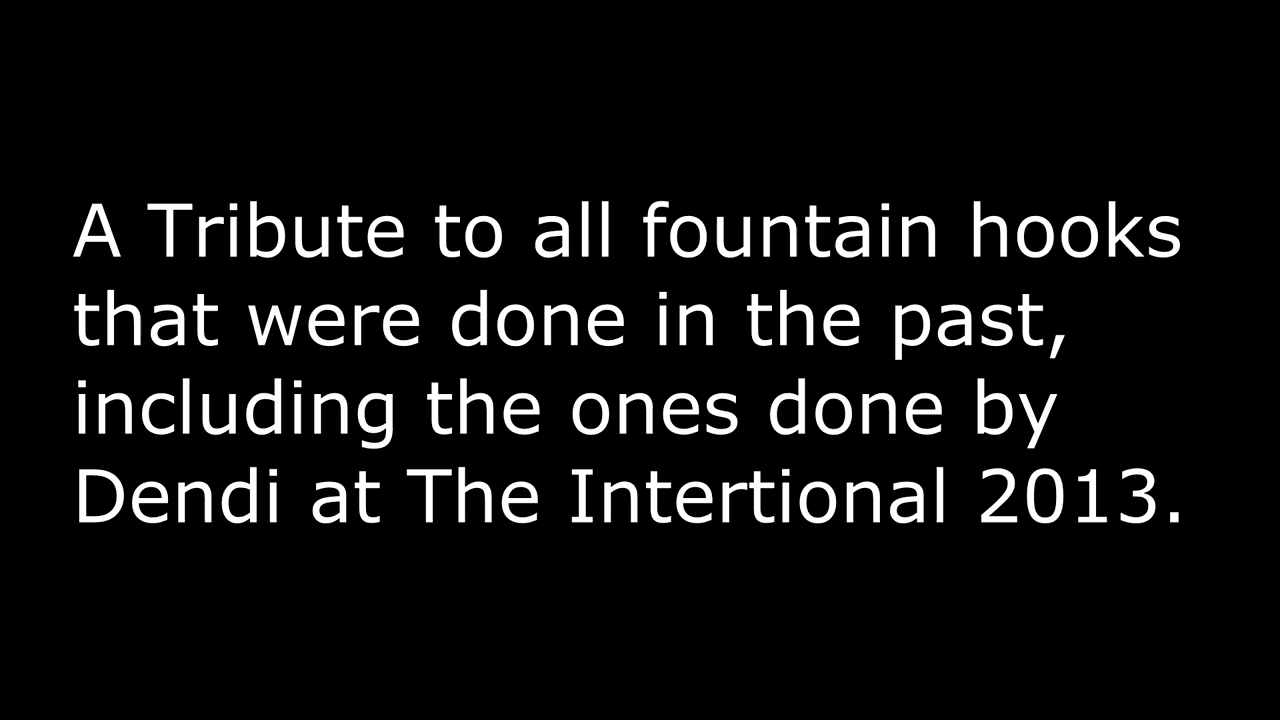 A Tribute to all fountain hooks
that were done in the past,
including the ones done by
Dendi at The Intertional 2013.